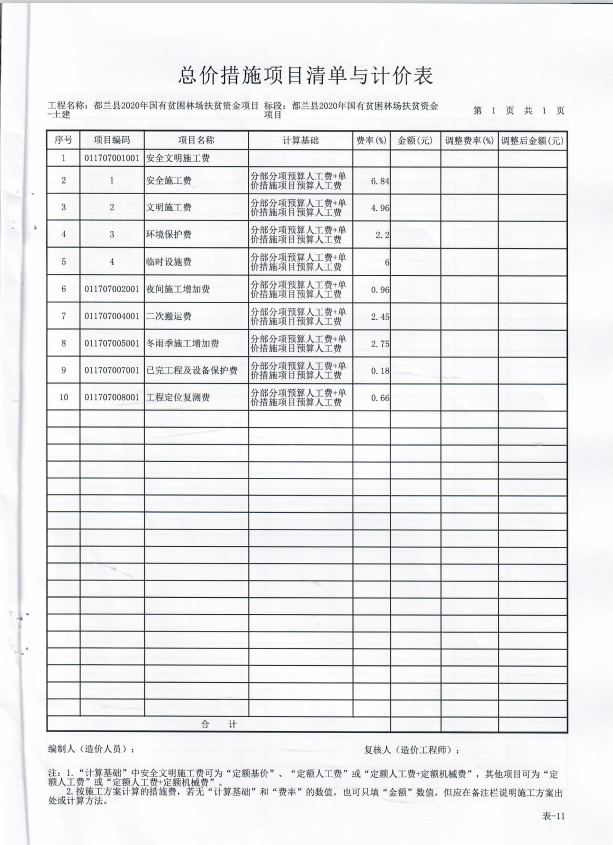 总价措施项目清单与计价表
工程名称：都兰县2020年国有贫困林场扶贫资金项目 标段：都兰县2020年国有贫困林场扶贫资金
-土建 项目 第 1 页 共 1 页
序号 项目编码 项目名称 计算基础 费率(%) 金额(元) 调整费率(%) 调整后金额(元)
1 011707001001 安全文明施工费
2 1 安全施工费 分部分项预算人工费+单
价措施项目预算人工费 6.84
3 2 文明施工费 分部分项预算人工费+单
价措施项目预算人工费 4.96
4 3 环境保护费 分部分项预算人工费+单
价措施项目预算人工费 2.2
5 4 临时设施费 分部分项预算人工费+单
价措施项目预算人工费 6
6 011707002001 夜间施工增加费 分部分项预算人工费+单
价措施项目预算人工费 0.96
7 011707004001 二次搬运费 分部分项预算人工费+单
价措施项目预算人工费 2.45
8 011707005001 冬雨季施工增加费 分部分项预算人工费+单
价措施项目预算人工费 2.75
9 011707007001 已完工程及设备保护费 分部分项预算人工费+单
价措施项目预算人工费 0.18
10 011707008001 工程定位复测费 分部分项预算人工费+单
价措施项目预算人工费 0.66
合 计
编制人（造价人员）： 复核人（造价工程师）：
注：1.“计算基础”中安全文明施工费可为“定额基价”、“定额人工费”或“定额人工费+定额机械费”，其他项目可为“定
额人工费”或“定额人工费+定额机械费”。
2.按施工方案计算的措施费，若无“计算基础”和“费率”的数值，也可只填“金额”数值，但应在备注栏说明施工方案出
处或计算方法。
表-11